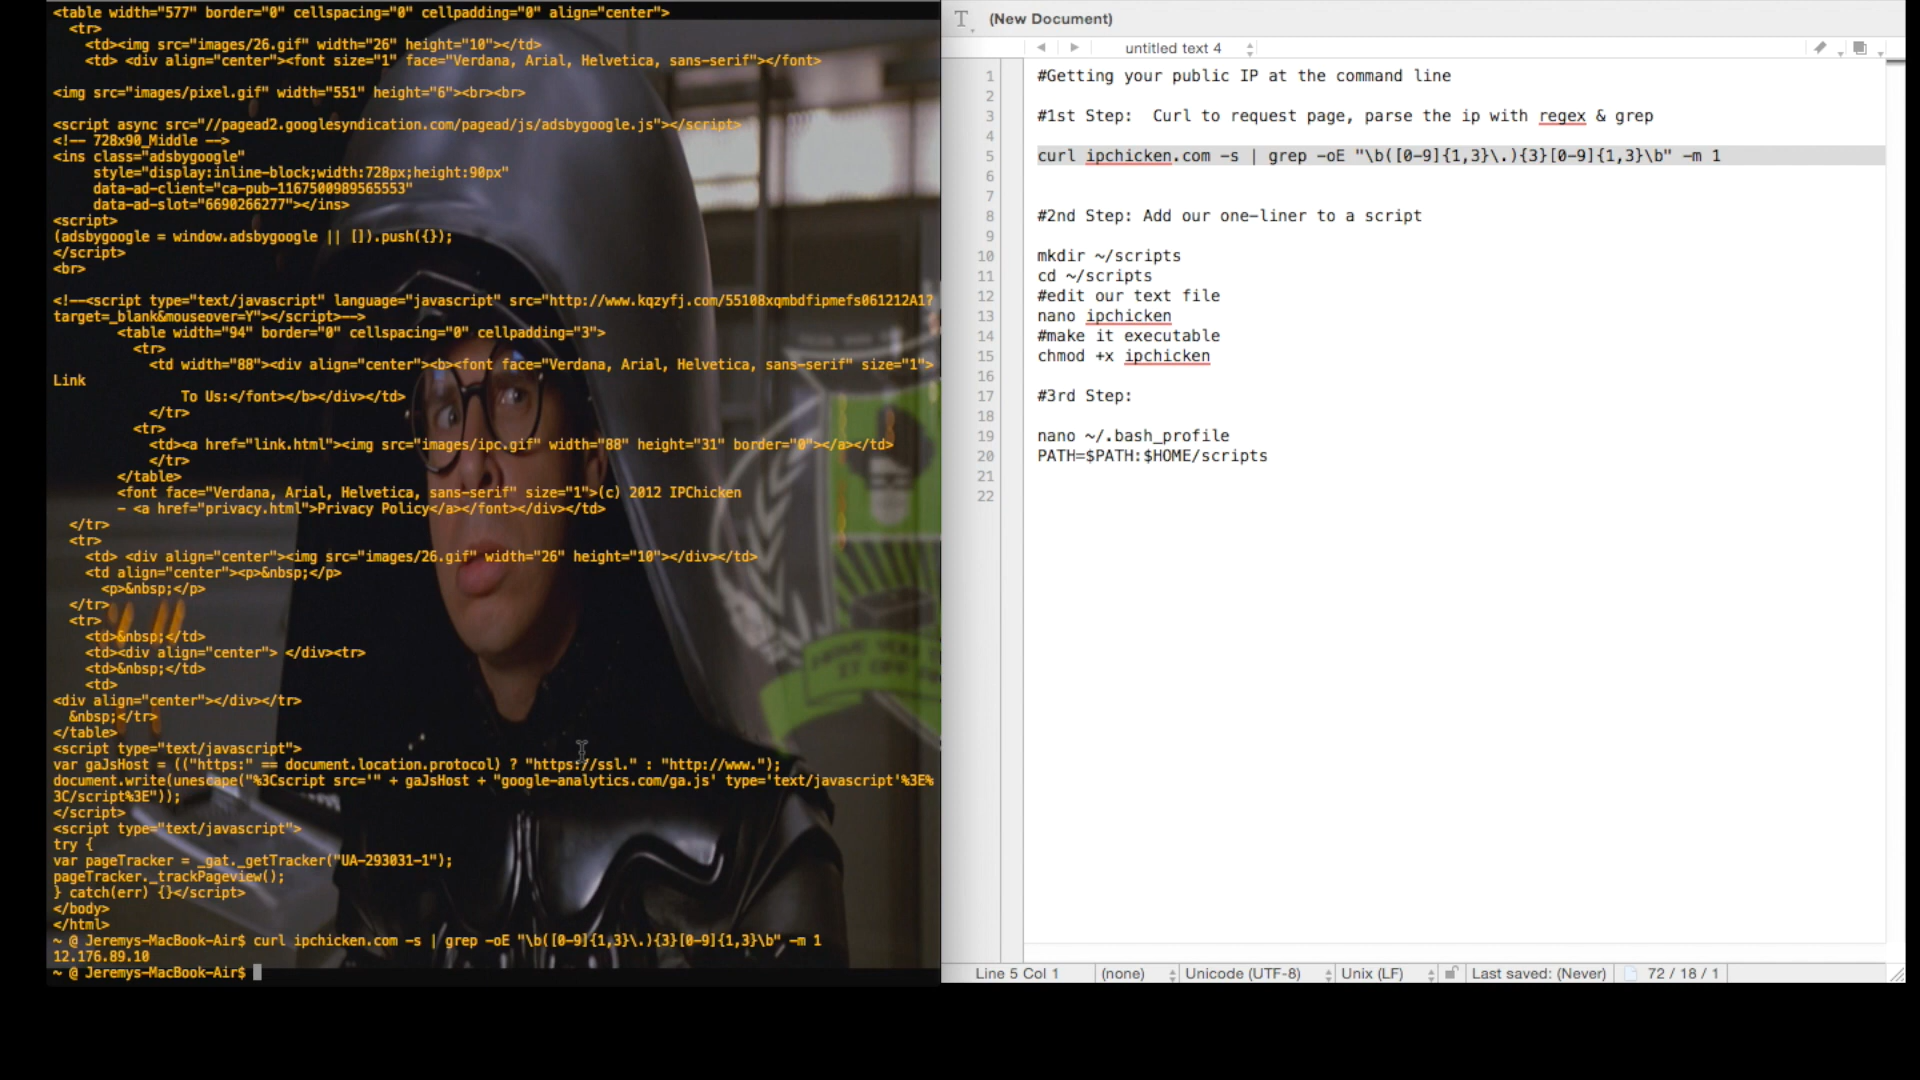 <table width="577" border="0" cellspacing="0" cellpadding="0" align="center">
<tr>
<td><img src="images/26.gif" width="26" height="10"></td>
<td> <div align="center"><font size="1" face="Verdana, Arial, Helvetica, sans-serif"></font>
<img src="images/pixel.gif" width="551" height="6"><br><br>
<script async src="//pagead2.googlesyndication.com/pagead/js/adsbygoogle.js"></script>
<!-- 728x90_Middle -->
<ins class="adsbygoogle"
style="display:inline-block;width:728px;height:90px"
data-ad-client="ca-pub-1167500989565553"
data-ad-slot="6690266277"></ins>
<script>
(adsbygoogle = window.adsbygoogle || []).push({});
</script>
<br>
<!--<script type="text/javascript" language="javascript" src="http://www.kqzyfj.com/55108xqmbdfipmefs061212A1?
target=_blank&mouseover=Y"></script>-->
<table width="94" border="0" cellspacing="0" cellpadding="3">
<tr>
<td width="88"><div align="center"><b><font face="Verdana, Arial, Helvetica, sans-serif" size="1">
Link
To Us:</font></b></div></td>
</tr>
<tr>
<td><a href="link.html"><img src="images/ipc.gif" width="88" height="31" border="0"></a></td>
</tr>
</table>
<font face="Verdana, Arial, Helvetica, sans-serif" size="1">(c) 2012 IPChicken
- <a href="privacy.html">Privacy Policy</a></font></div></td>
</tr>
<tr>
<td> <div align="center"><img src="images/26.gif" width="26" height="10"></div></td>
<td align="center"><p>&nbsp;</p>
<p>&nbsp;</p>
</tr>
<tr>
<td>&nbsp;</td>
<td><div align="center"> </div><tr>
<td>&nbsp;</td>
<td>
<div align="center"></div></tr>
&nbsp;</tr>
</table>
<script type="text/javascript">
var gaJsHost = (("https:" == document.location.protocol) ? "https://ssl." : "http://www.");
document.write(unescape("%3Cscript src='" + gaJsHost + "google-analytics.com/ga.js' type='text/javascript'%3E%
3C/script%3E"));
</script>
<script type="text/javascript">
try {
var pageTracker = _gat._getTracker("UA-293031-1");
pageTracker._trackPageview();
} catch(err) {}</script>
</body>
</html>
~ @ Jeremys-MacBook-Air$ curl ipchicken.com -s | grep -oE "\b([0-9]{1,3}\.){3}[0-9]{1,3}\b" -m 1
12.176.89.10
~ @ Jeremys-MacBook-Air$
(New Document)
untitled text 4
1 #Getting your public IP at the command line
2
3 #1st Step:  Curl to request page, parse the ip with regex & grep
4
5 curl ipchicken.com -s | grep -oE "\b([0-9]{1,3}\.){3}[0-9]{1,3}\b" -m 1
6
7
8 #2nd Step: Add our one-liner to a script
9
10 mkdir ~/scripts
11 cd ~/scripts
12 #edit our text file
13 nano ipchicken
14 #make it executable
15 chmod +x ipchicken
16
17 #3rd Step:
18
19 nano ~/.bash_profile
20 PATH=$PATH:$HOME/scripts
21
22
Line 5 Col 1 (none) Unicode (UTF-8) Unix (LF) Last saved: (Never) 72 / 18 / 1